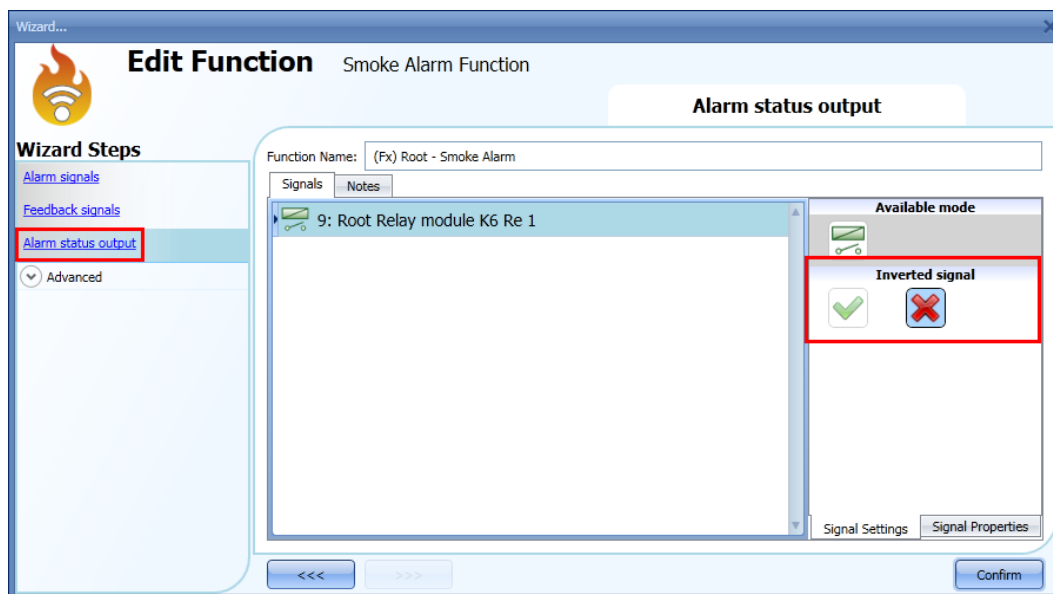 Wizard...
Edit Function Smoke Alarm Function
Alarm status output
Wizard Steps
Alarm signals
Feedback signals
Alarm status output
Advanced
Function Name: (Fx) Root - Smoke Alarm
Signals Notes
9: Root Relay module K6 Re 1
Available mode
Inverted signal
Signal Settings Signal Properties
<<< >>> Confirm